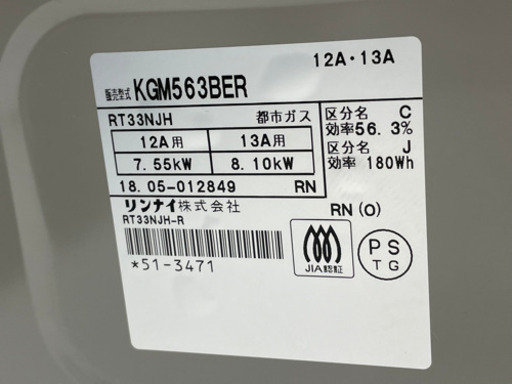 12A・13A
販売型式 KGM563BER
RT33NJH 都市ガス
12A用 13A用
7.55kW 8.10kW
18.05-012849 RN
区分名 C
効率56.3%
区分名 J
効率 180Wh
リンナイ株式会社
RT33NJH-R
RN(O)
*51-3471
JIA認証
PS
TG